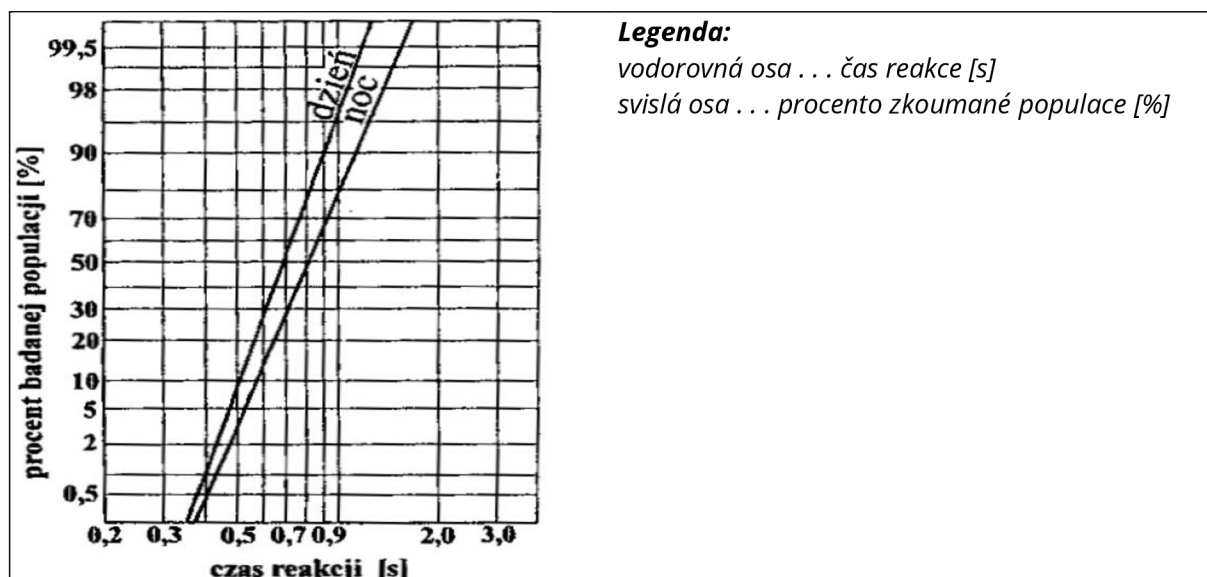 99,5
98
90
70
50
30
20
10
5
2
0,5
procent badanej populacji [%]
dzień
noc
0,2 0,3 0,5 0,7 0,9 2,0 3,0
czas reakcji [s]
Legenda:
vodorovná osa . . . čas reakce [s]
svislá osa . . . procento zkoumané populace [%]